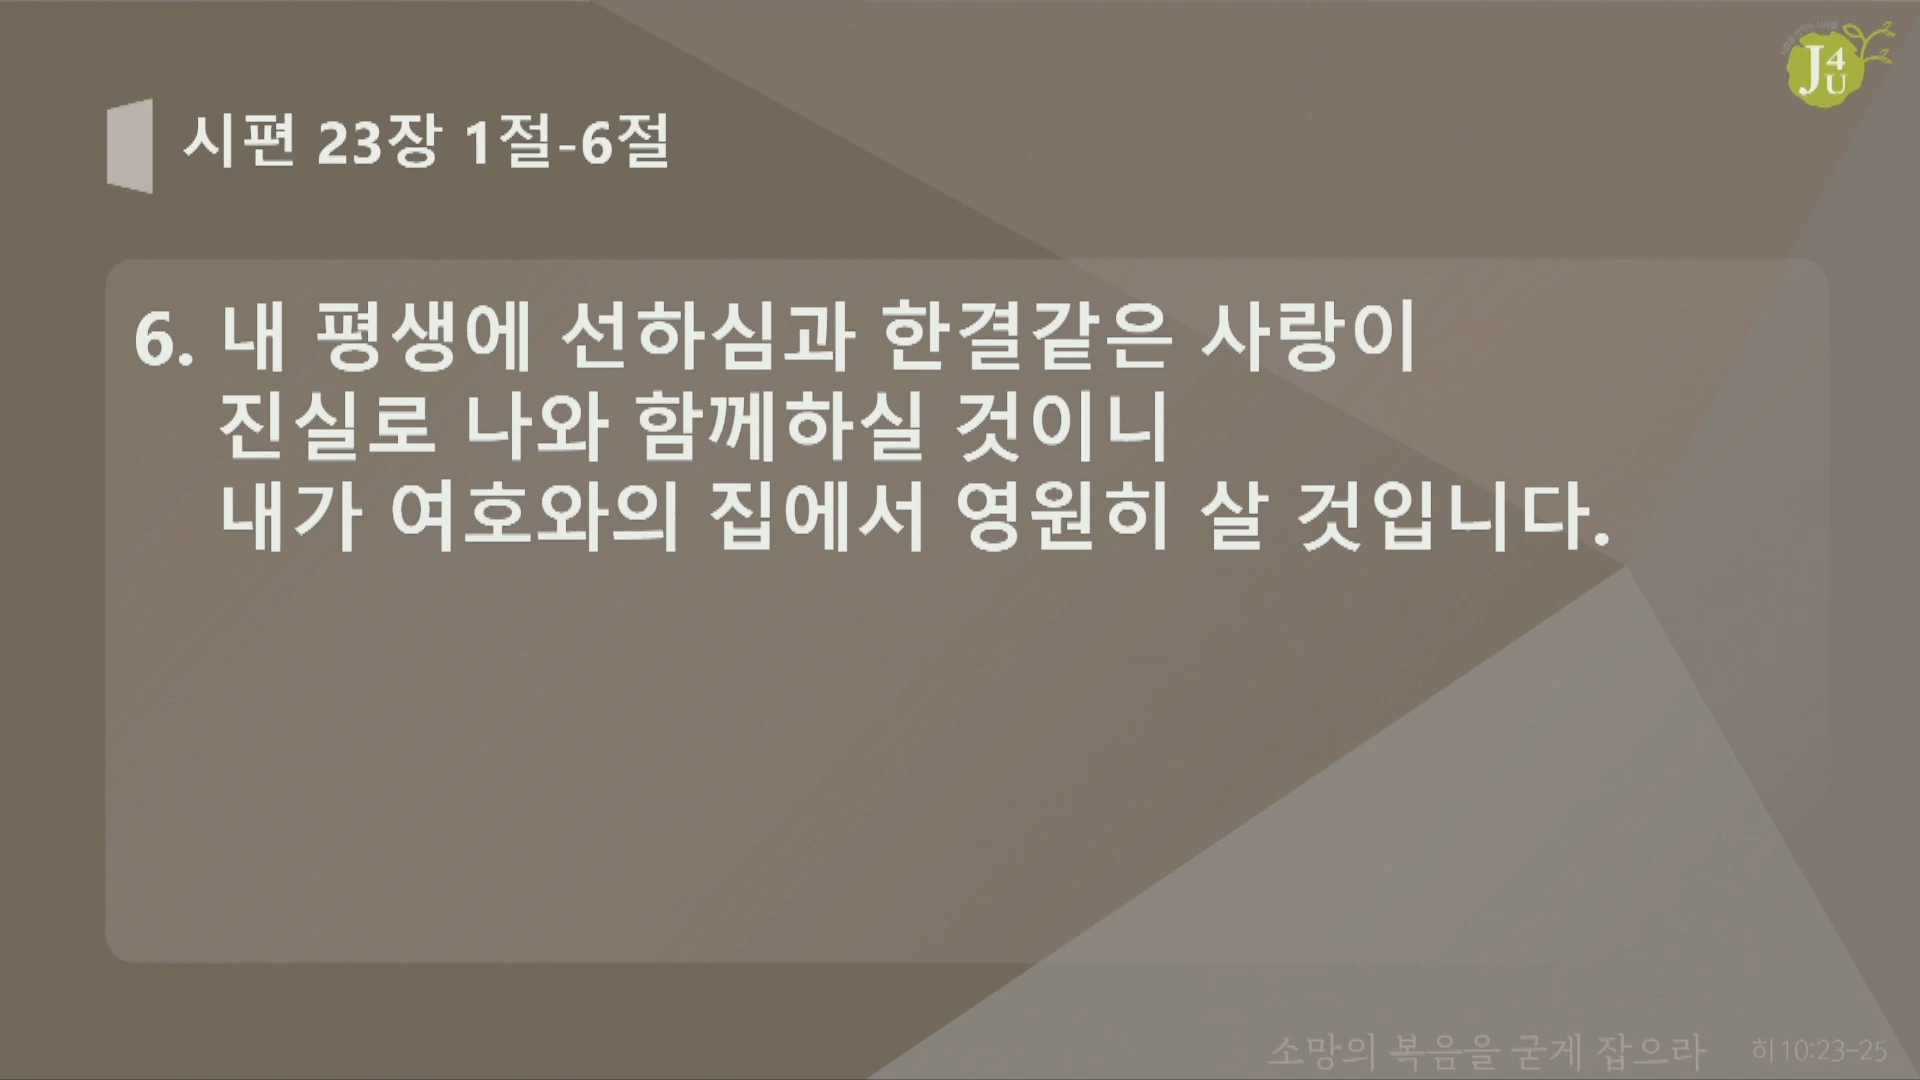 J4U
시편 23장 1절-6절
6. 내 평생에 선하심과 한결같은 사랑이
진실로 나와 함께하실 것이니
내가 여호와의 집에서 영원히 살 것입니다.
소망의 복음을 굳게 잡으라 히10:23-25